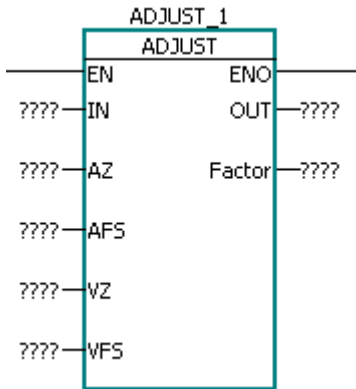 ADJUST_1
ADJUST
EN ENO
???? IN OUT ????
???? AZ Factor ????
???? AFS
???? VZ
???? VFS